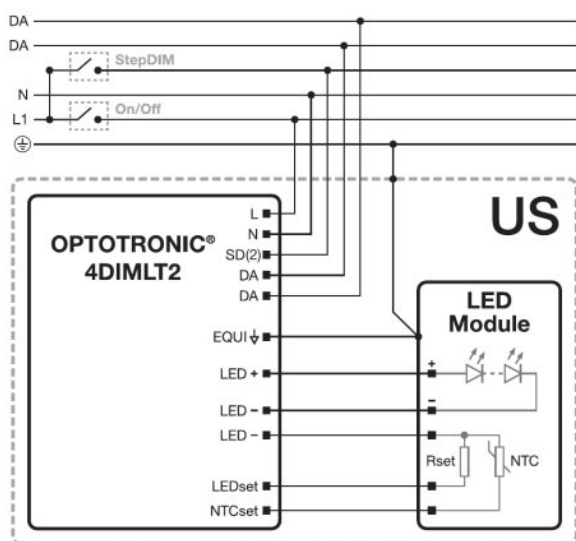 DA
DA
StepDIM
N
On/Off
L1
US
OPTOTRONIC®
4DIMLT2
L
N
SD(2)
DA
DA
EQUI
LED +
LED -
LED -
LEDset
NTCset
LED
Module
+
-
Rset
NTC